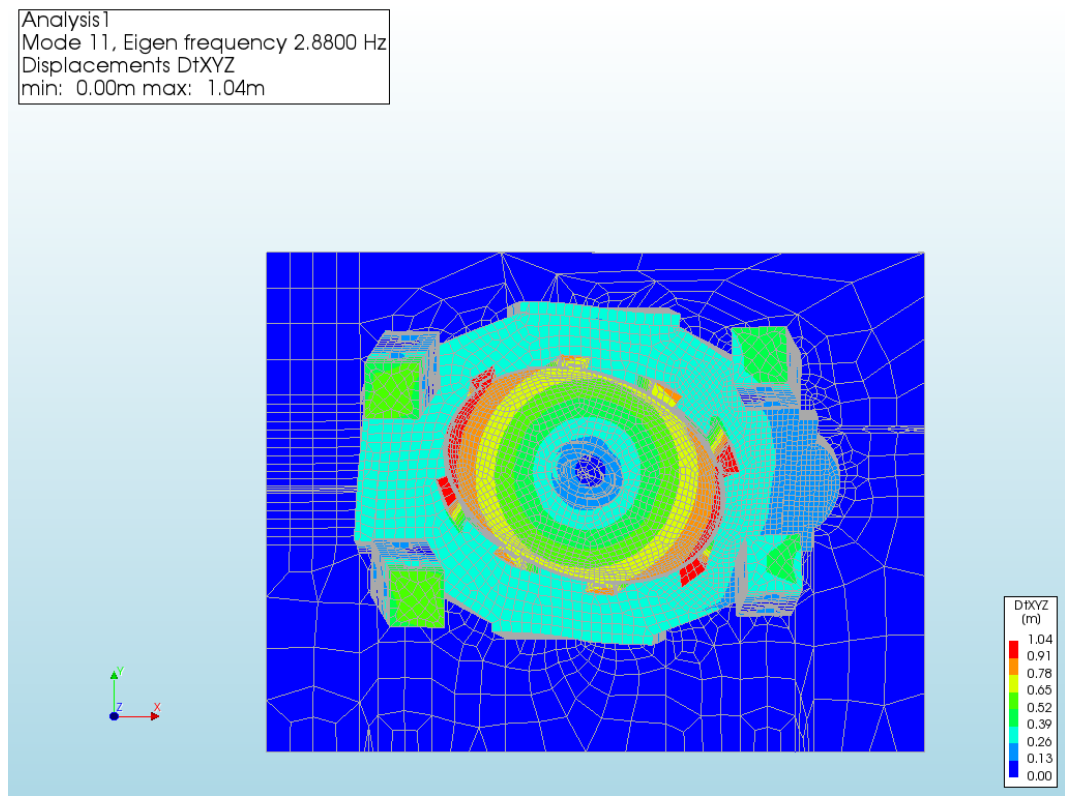 Analysis1
Mode 11, Eigen frequency 2.8800 Hz
Displacements DtXYZ
min: 0.00m max: 1.04m
Y
Z
X
DtXYZ
(m)
1.04
0.91
0.78
0.65
0.52
0.39
0.26
0.13
0.00